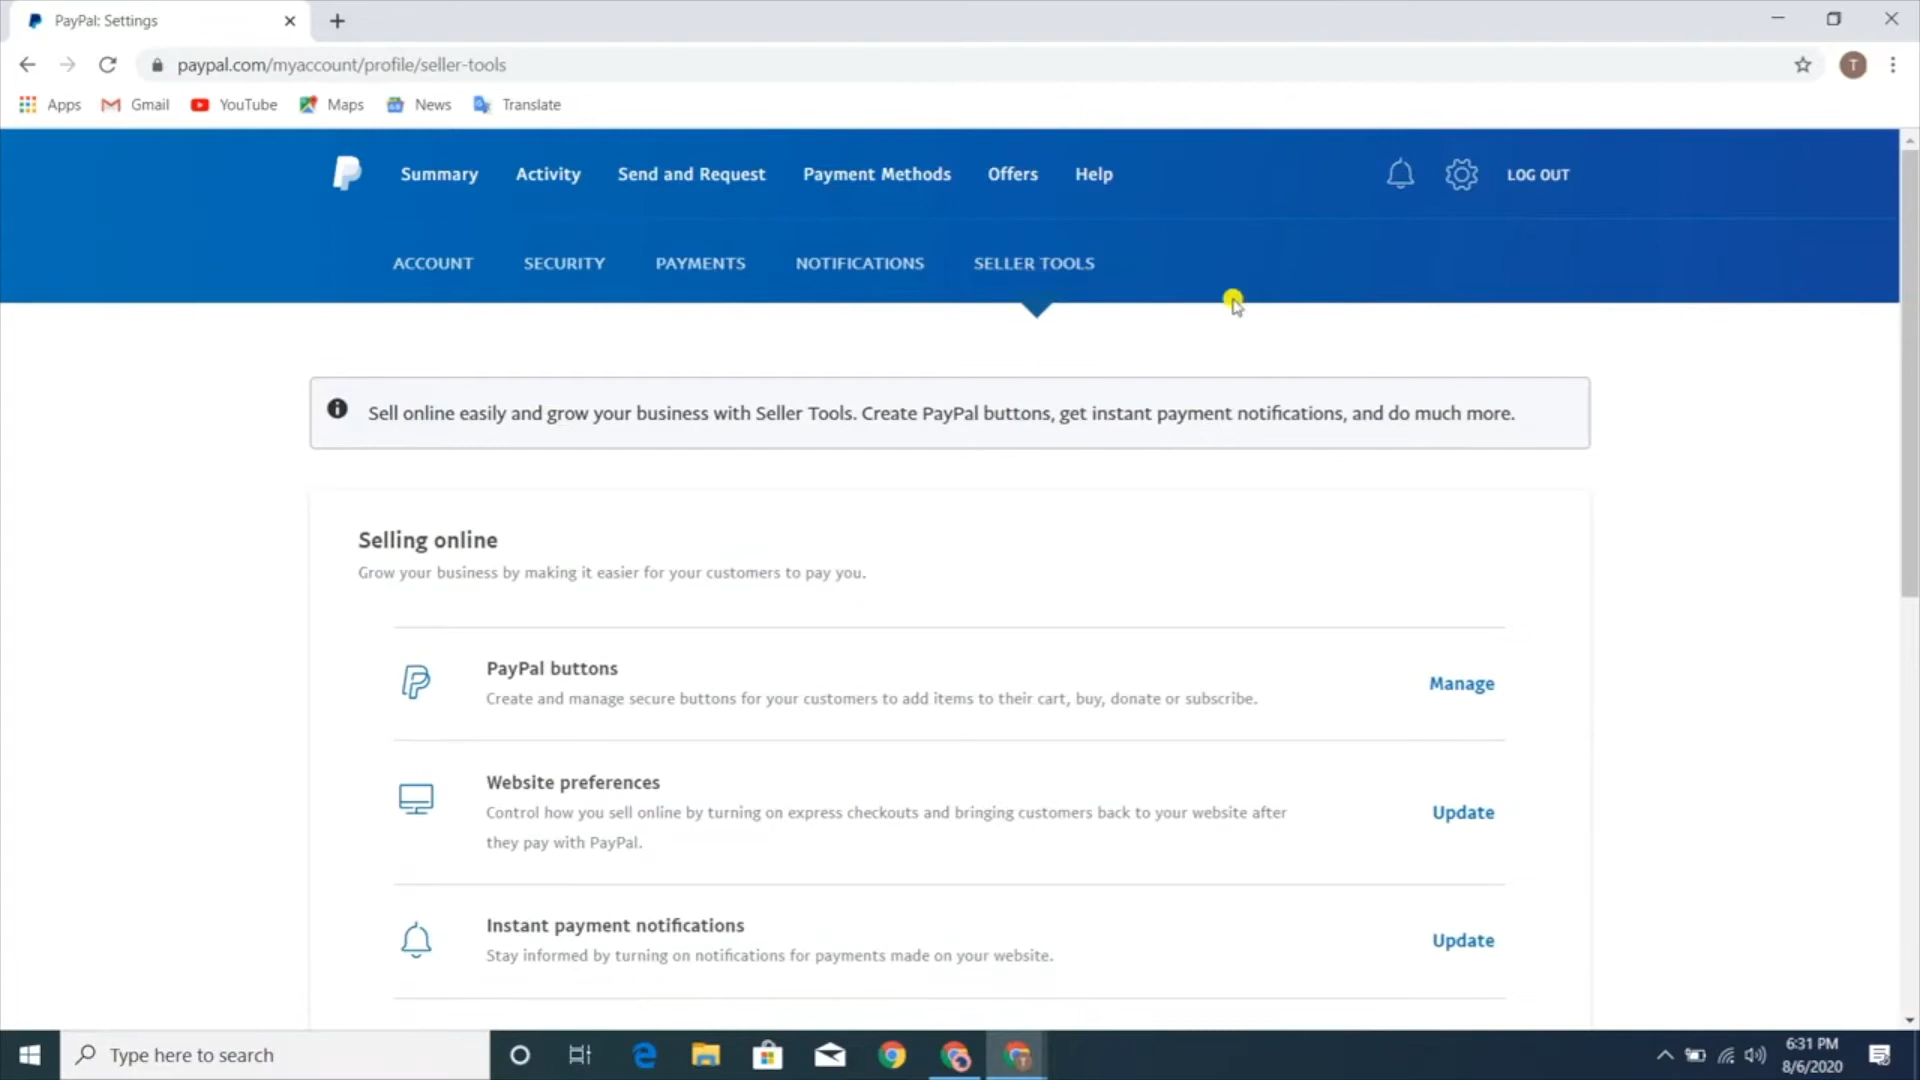 PayPal: Settings
paypal.com/myaccount/profile/seller-tools
T
Apps Gmail YouTube Maps News Translate
Summary Activity Send and Request Payment Methods Offers Help LOG OUT
ACCOUNT SECURITY PAYMENTS NOTIFICATIONS SELLER TOOLS
Sell online easily and grow your business with Seller Tools. Create PayPal buttons, get instant payment notifications, and do much more.
Selling online
Grow your business by making it easier for your customers to pay you.
PayPal buttons
Create and manage secure buttons for your customers to add items to their cart, buy, donate or subscribe.
Manage
Website preferences
Control how you sell online by turning on express checkouts and bringing customers back to your website after
they pay with PayPal.
Update
Instant payment notifications
Stay informed by turning on notifications for payments made on your website.
Update
Type here to search
6:31 PM
8/6/2020